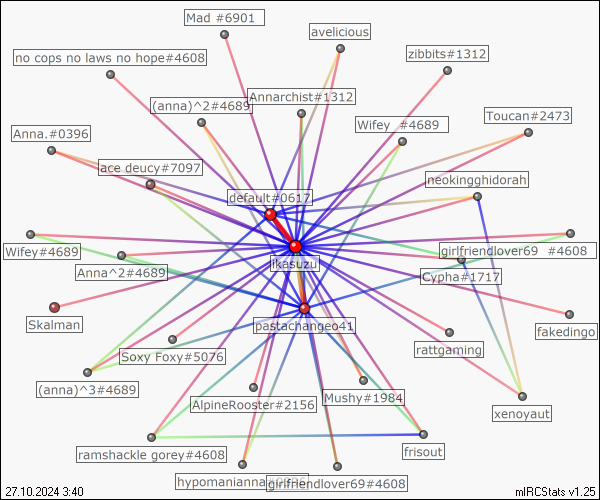 Mad #6901
avelicious
no cops no laws no hope#4608
zibbits#1312
(anna)^2#4689
Annarchist#1312
Toucan#2473
Wifey #4689
Anna.#0396
ace deucy#7097
neokingghidorah
default#0617
Wifey#4689
girlfriendlover69 #4608
ikasuzu
Anna^2#4689
Cypha#1717
Skalman
pastachangeo41
fakedingo
Soxy Foxy#5076
rattgaming
(anna)^3#4689
Mushy#1984
AlpineRooster#2156
xenoyaut
ramshackle gorey#4608
frisout
hypomanianna
girlfriendlover69#4608
27.10.2024 3:40
mIRCStats v1.25